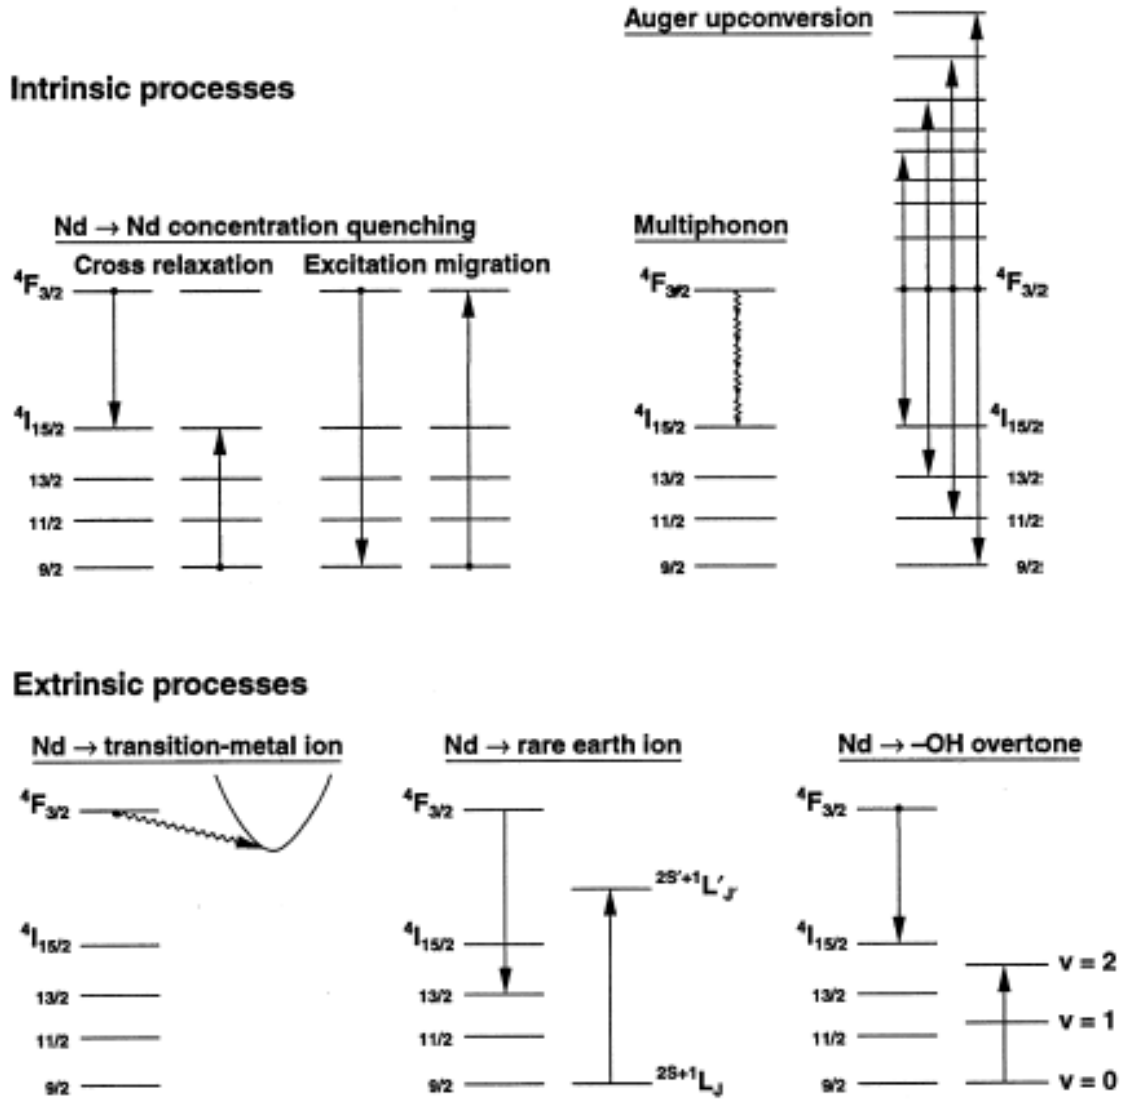 Auger upconversion
Intrinsic processes
Nd → Nd concentration quenching
Cross relaxation
Excitation migration
⁴F3/2
⁴I15/2
13/2
11/2
9/2
Multiphonon
⁴F3/2
⁴I15/2
13/2
11/2
9/2
⁴F3/2
⁴I15/2
13/2
11/2
9/2
Extrinsic processes
Nd → transition-metal ion
⁴F3/2
⁴I15/2
13/2
11/2
9/2
Nd → rare earth ion
⁴F3/2
⁴I15/2
13/2
11/2
9/2
2S'+1L'J'
2S+1LJ
Nd → –OH overtone
⁴F3/2
⁴I15/2
13/2
11/2
9/2
v = 2
v = 1
v = 0